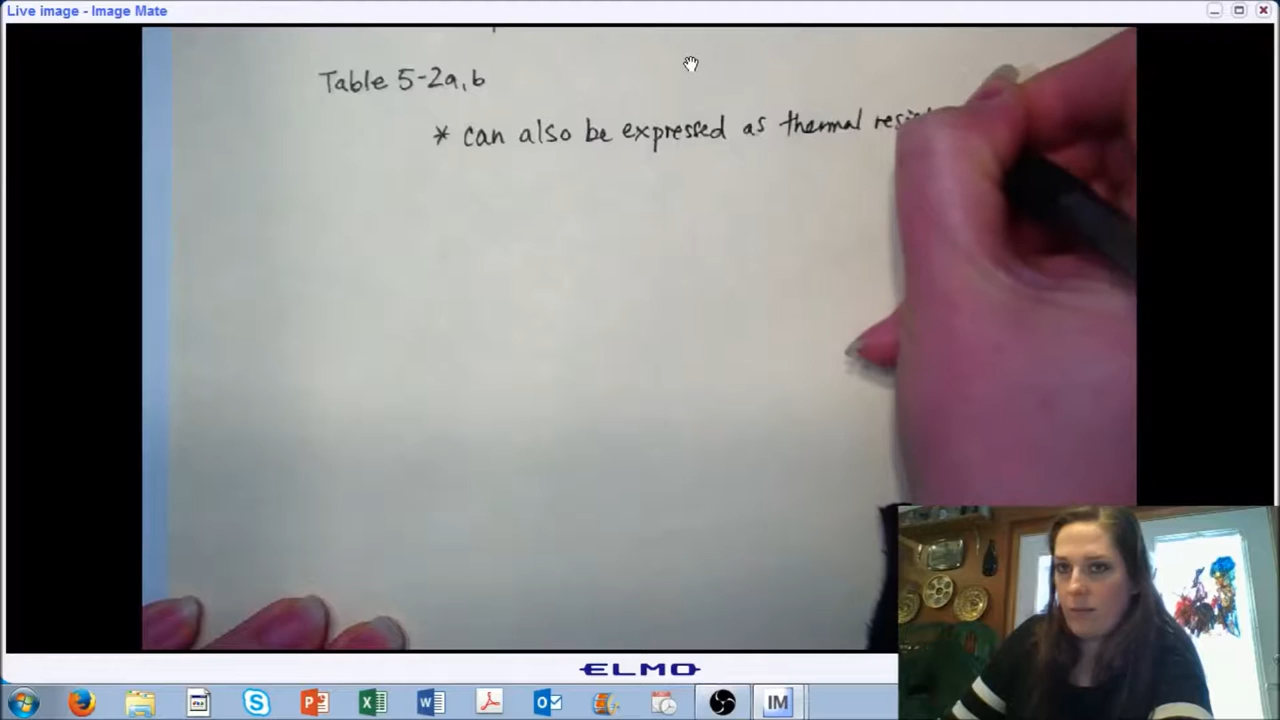 Live image - Image Mate
Table 5-2a,b
* can also be expressed as thermal
ELMO
IM